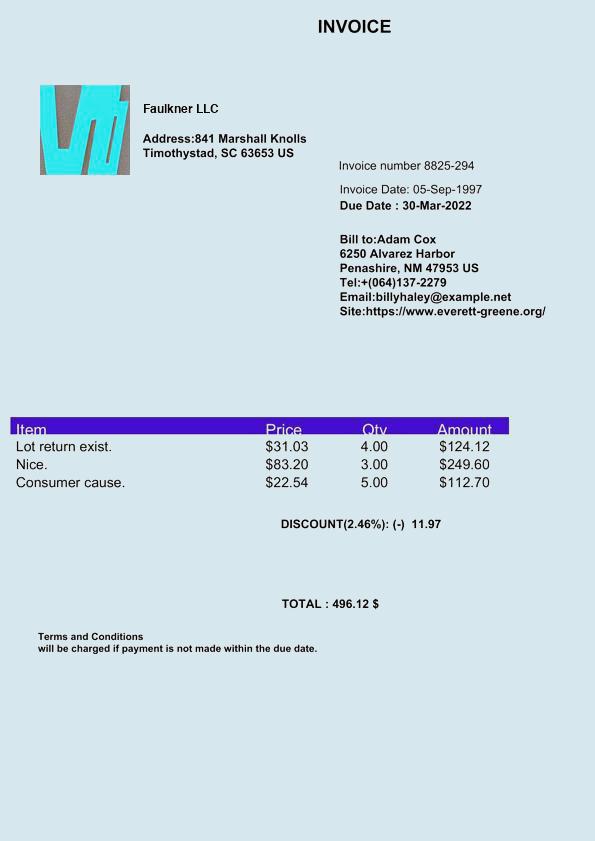 INVOICE
Faulkner LLC
Address:841 Marshall Knolls
Timothystad, SC 63653 US
Invoice number 8825-294
Invoice Date: 05-Sep-1997
Due Date : 30-Mar-2022
Bill to:Adam Cox
6250 Alvarez Harbor
Penashire, NM 47953 US
Tel:+(064)137-2279
Email:billyhaley@example.net
Site:https://www.everett-greene.org/
Item Price Qty Amount
Lot return exist. $31.03 4.00 $124.12
Nice. $83.20 3.00 $249.60
Consumer cause. $22.54 5.00 $112.70
DISCOUNT(2.46%): (-) 11.97
TOTAL : 496.12 $
Terms and Conditions
will be charged if payment is not made within the due date.